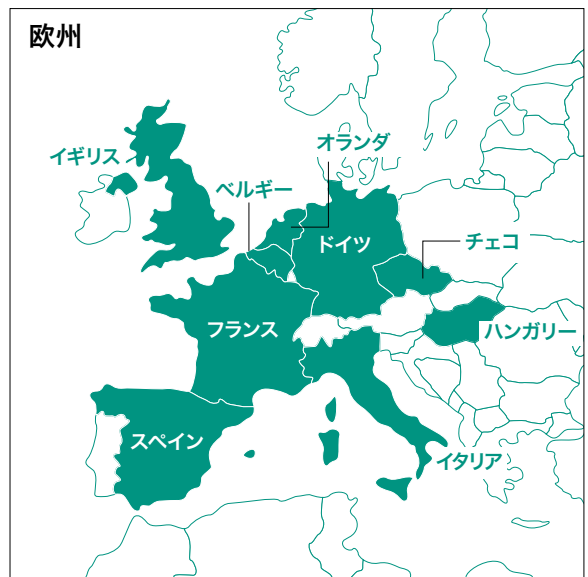 欧州
オランダ
イギリス
ベルギー
ドイツ
チェコ
フランス
ハンガリー
スペイン
イタリア